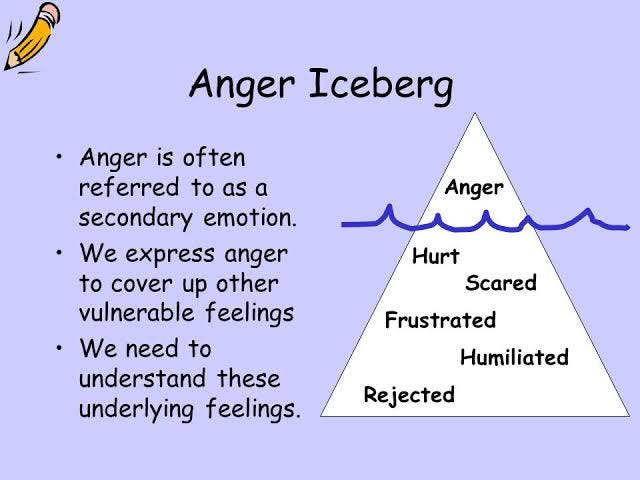 Anger Iceberg
• Anger is often
referred to as a
secondary emotion.
• We express anger
to cover up other
vulnerable feelings
• We need to
understand these
underlying feelings.
Anger
Hurt
Scared
Frustrated
Humiliated
Rejected